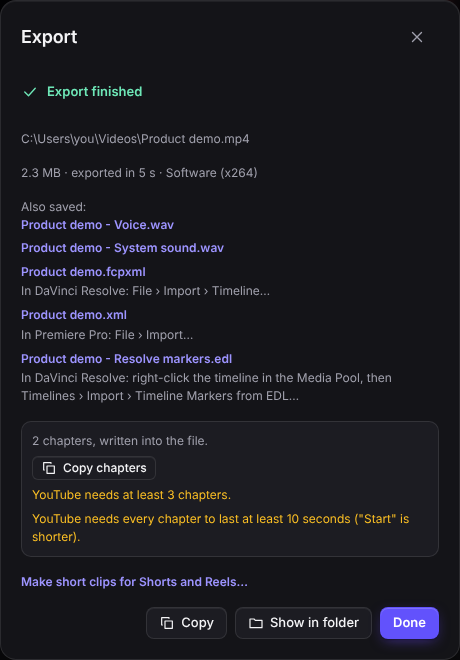 Export
Export finished
C:\Users\you\Videos\Product demo.mp4
2.3 MB · exported in 5 s · Software (x264)
Also saved:
Product demo - Voice.wav
Product demo - System sound.wav
Product demo.fcpxml
In DaVinci Resolve: File › Import › Timeline...
Product demo.xml
In Premiere Pro: File › Import...
Product demo - Resolve markers.edl
In DaVinci Resolve: right-click the timeline in the Media Pool, then
Timelines › Import › Timeline Markers from EDL...
2 chapters, written into the file.
Copy chapters
YouTube needs at least 3 chapters.
YouTube needs every chapter to last at least 10 seconds ("Start" is
shorter).
Make short clips for Shorts and Reels...
Copy
Show in folder
Done